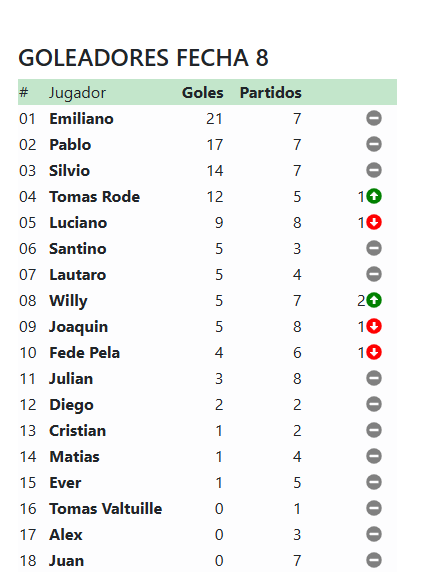 GOLEADORES FECHA 8
# Jugador Goles Partidos
01 Emiliano 21 7
02 Pablo 17 7
03 Silvio 14 7
04 Tomas Rode 12 5 1
05 Luciano 9 8 1
06 Santino 5 3
07 Lautaro 5 4
08 Willy 5 7 2
09 Joaquin 5 8 1
10 Fede Pela 4 6 1
11 Julian 3 8
12 Diego 2 2
13 Cristian 1 2
14 Matias 1 4
15 Ever 1 5
16 Tomas Valtuille 0 1
17 Alex 0 3
18 Juan 0 7